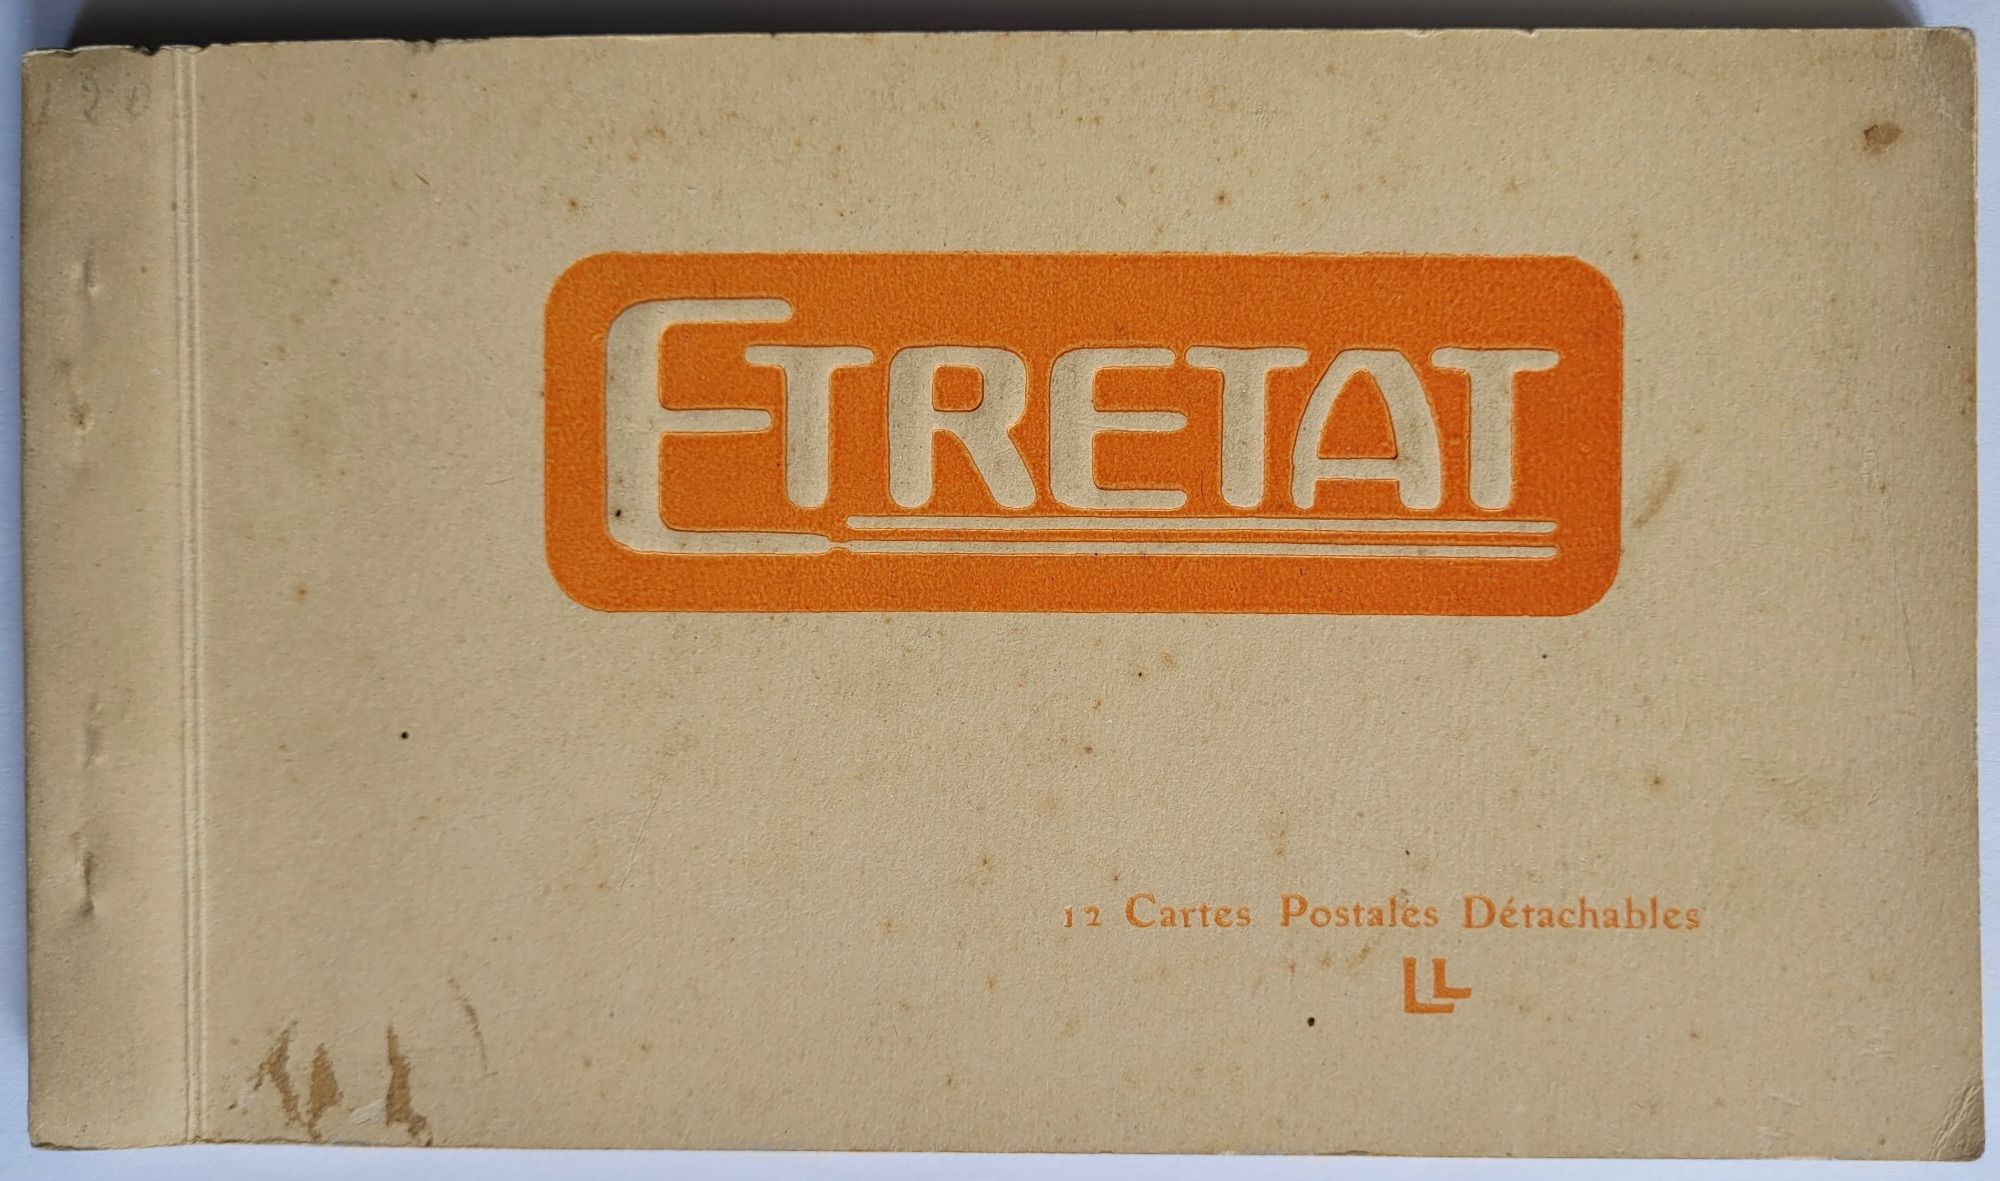 ETRETAT
12 Cartes Postales Détachables
LL